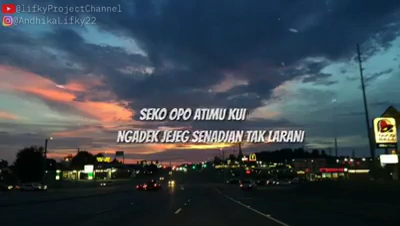 @lifkyProjectChannel
@AndhikaLifky22
SEKO OPO ATIMU KUI
NGADEK JEJEG SENADJAN TAK LARANI